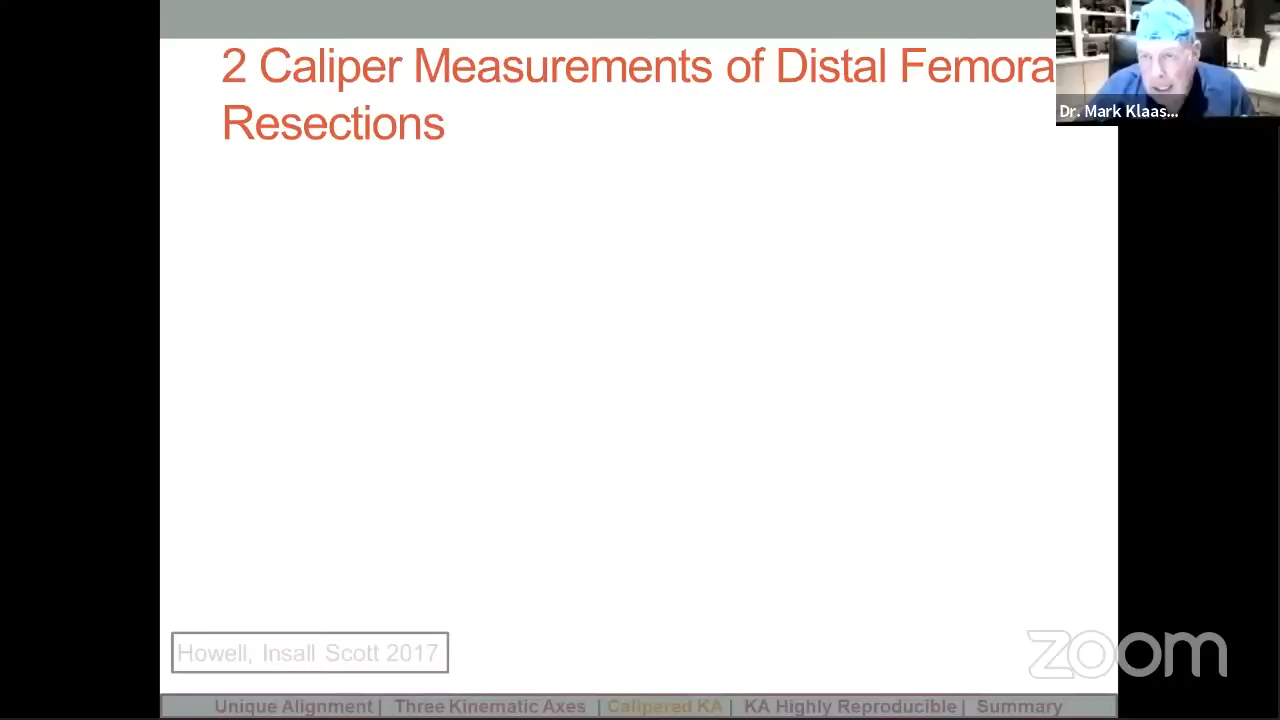 2 Caliper Measurements of Distal Femora
Resections
Dr. Mark Klaas...
Howell, Insall Scott 2017
zoom
Unique Alignment | Three Kinematic Axes | Calipered KA | KA Highly Reproducible | Summary